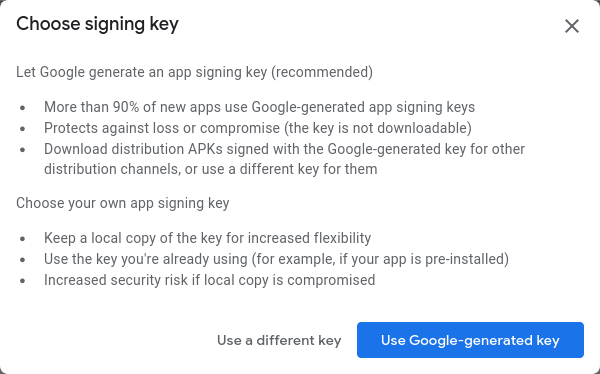 Choose signing key
Let Google generate an app signing key (recommended)
• More than 90% of new apps use Google-generated app signing keys
• Protects against loss or compromise (the key is not downloadable)
• Download distribution APKs signed with the Google-generated key for other
distribution channels, or use a different key for them
Choose your own app signing key
• Keep a local copy of the key for increased flexibility
• Use the key you're already using (for example, if your app is pre-installed)
• Increased security risk if local copy is compromised
Use a different key
Use Google-generated key